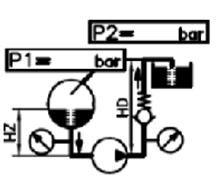 P2= bar
P1= bar
HZ
HD